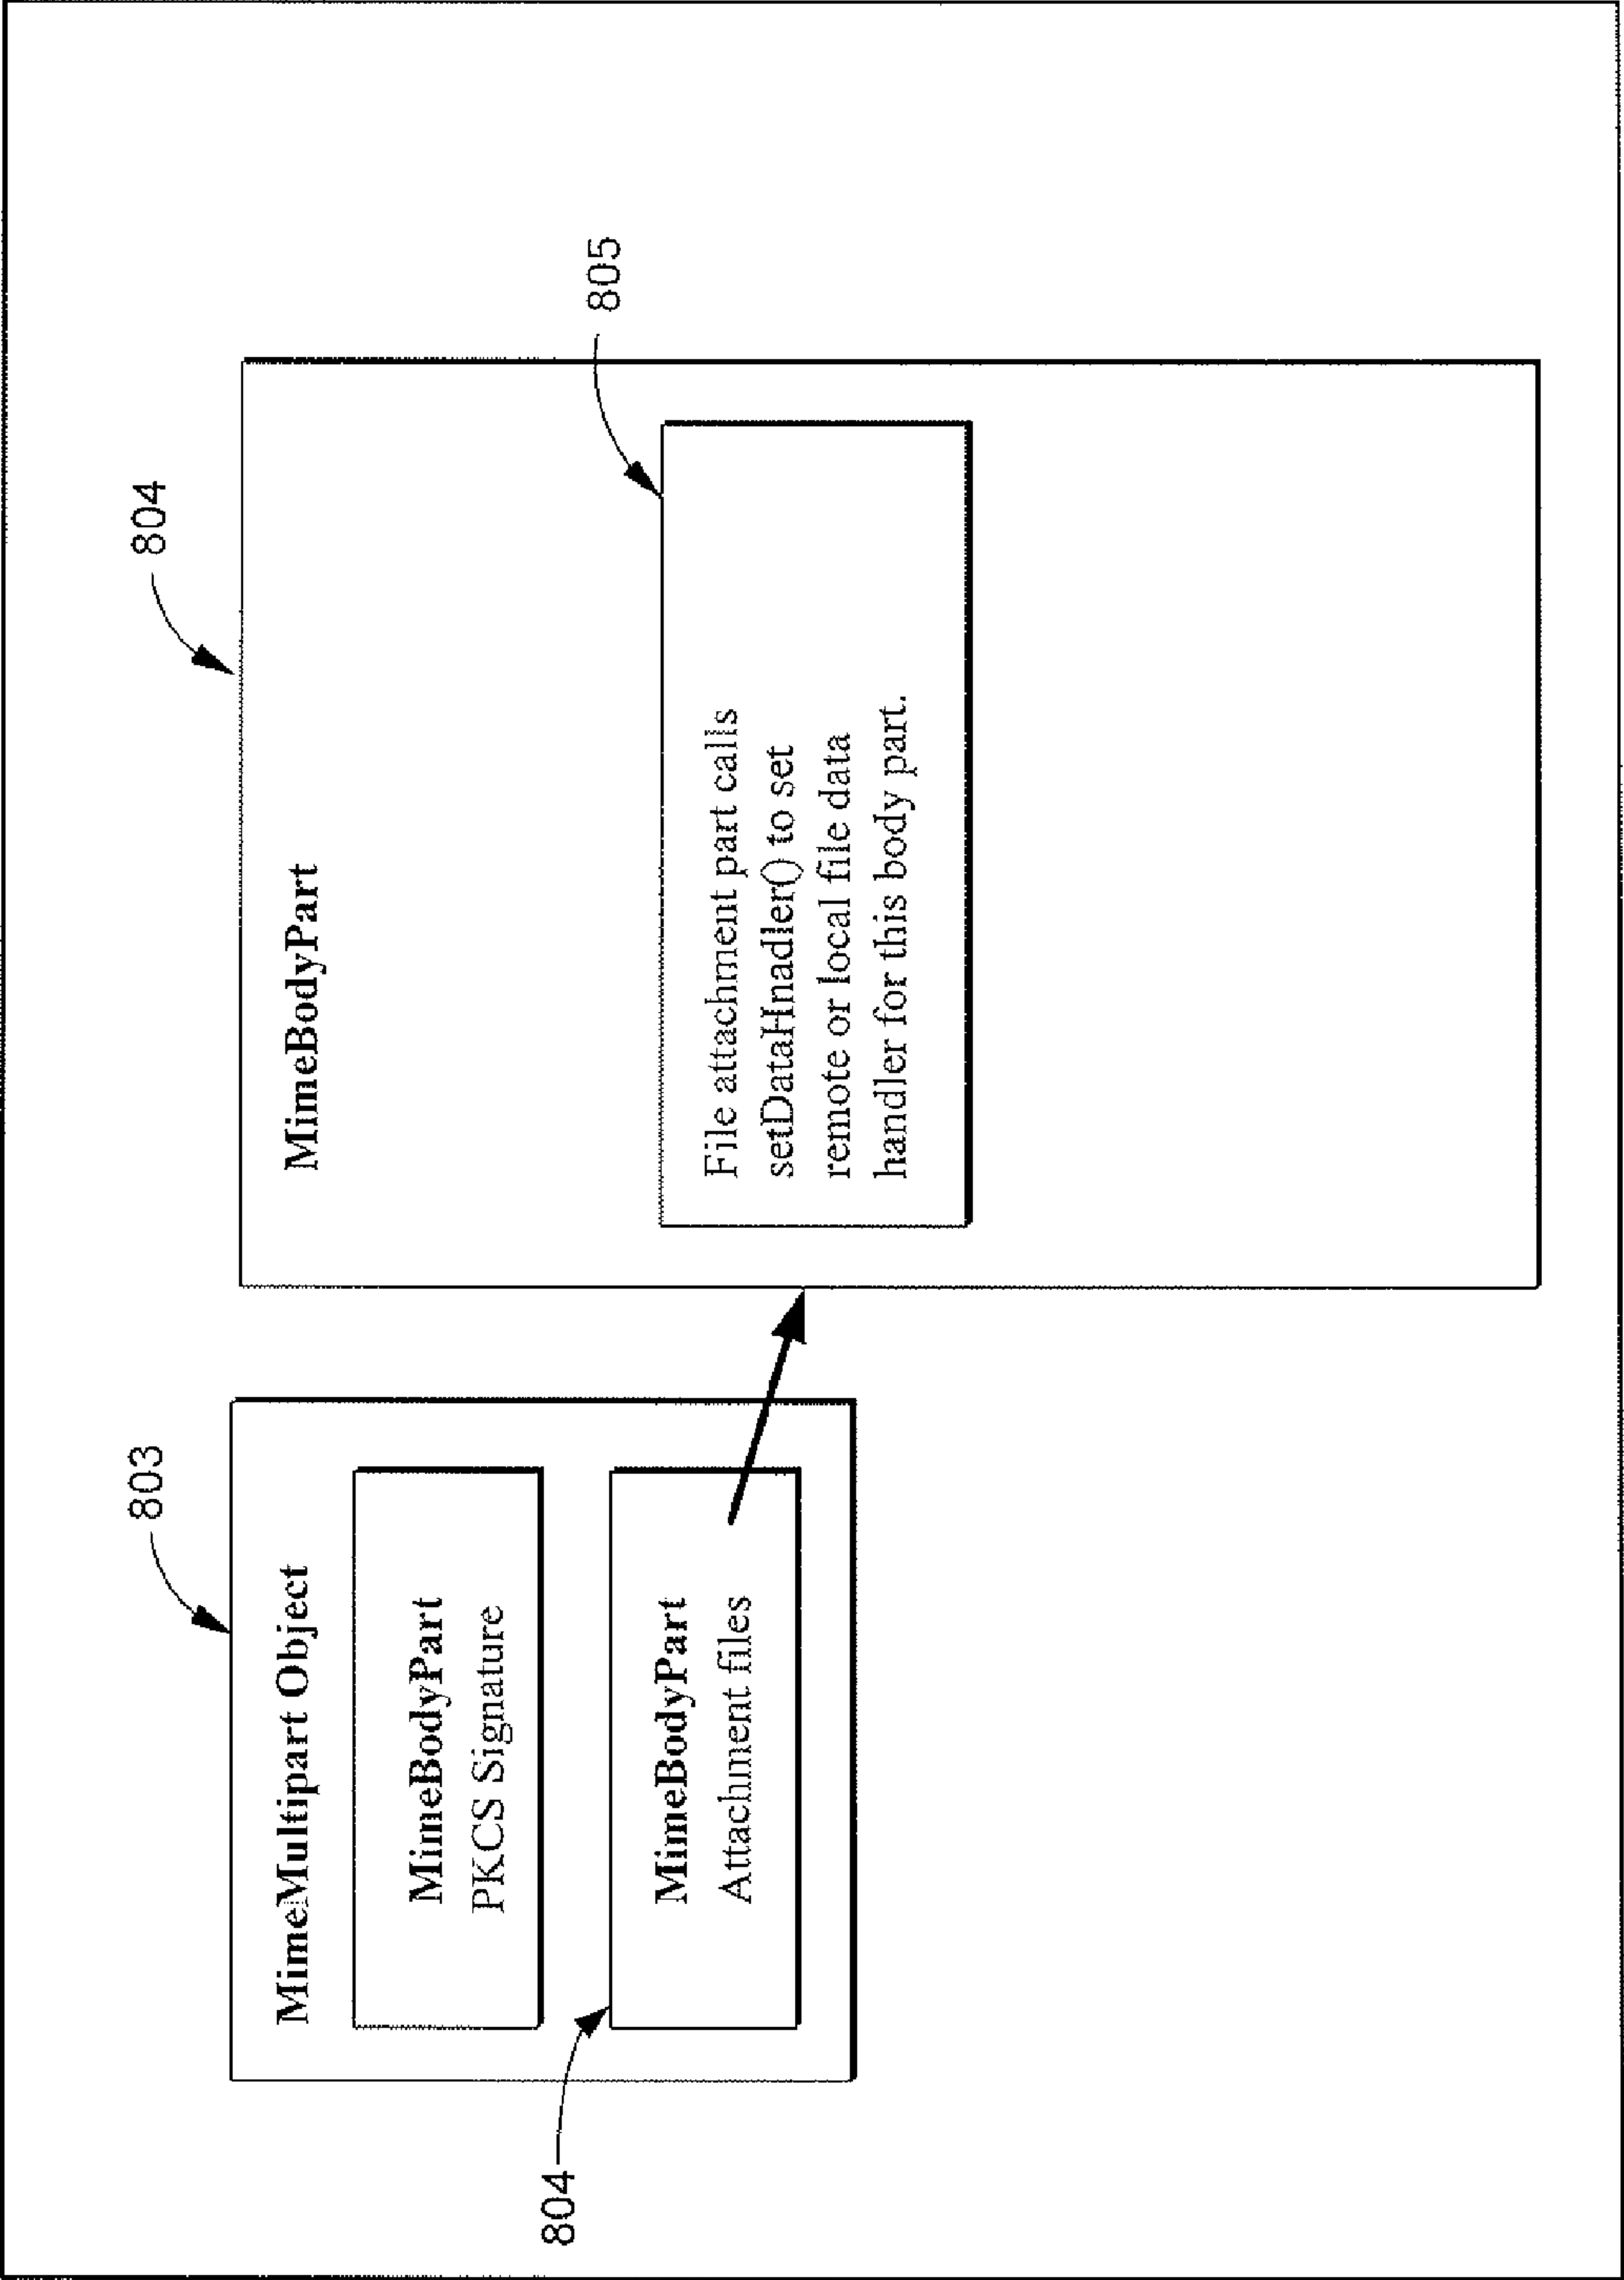 803
MimeMultipart Object
MimeBodyPart
PKCS Signature
804
MimeBodyPart
Attachment files
804
MimeBodyPart
805
File attachment part calls
setDataHnadler() to set
remote or local file data
handler for this body part.